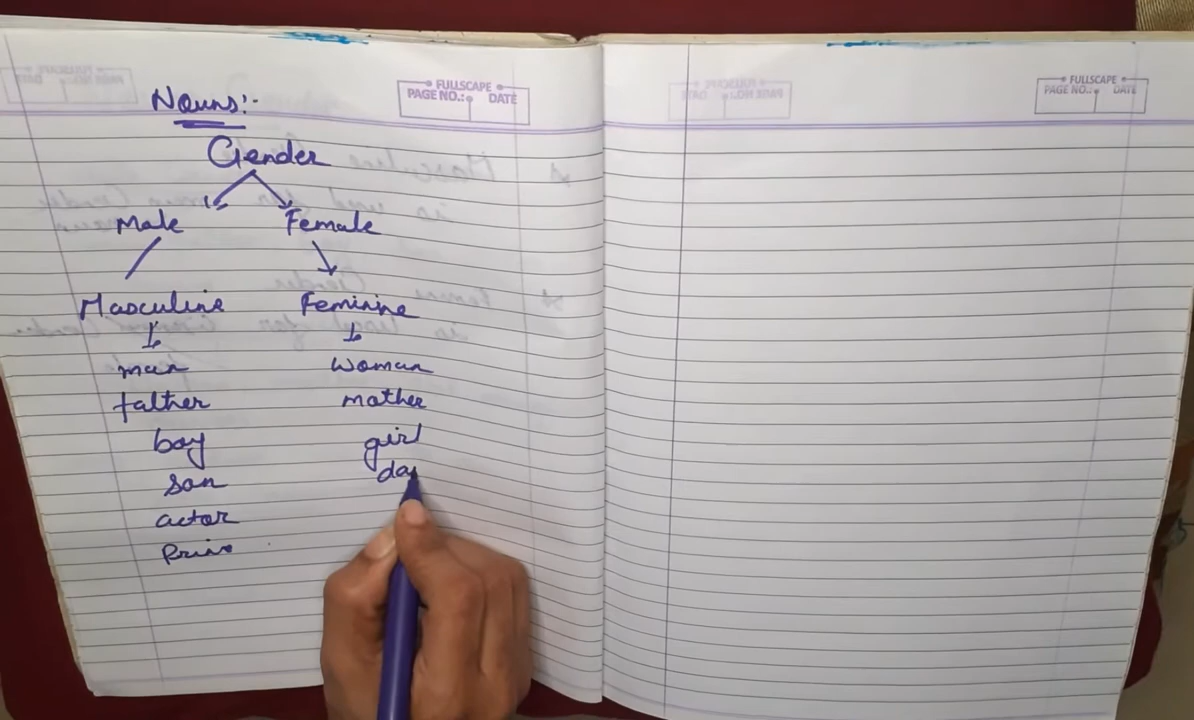 FULLSCAPE
PAGE NO.: DATE
FULLSCAPE
PAGE NO.: DATE
Nouns:-
Gender
Male Female
Masculine Feminine
man woman
father mother
boy girl
son da
actor